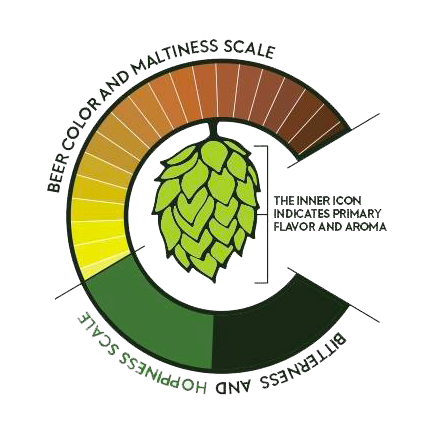 BEER COLOR AND MALTINESS SCALE
THE INNER ICON
INDICATES PRIMARY
FLAVOR AND AROMA
BITTERNESS AND HOPPINESS SCALE